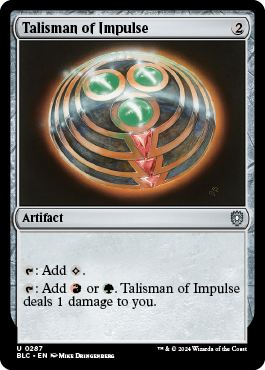 Talisman of Impulse 2
Artifact
: Add .
: Add or . Talisman of Impulse
deals 1 damage to you.
U 0287
BLC • EN Mike Dringenberg
™ & © 2024 Wizards of the Coast